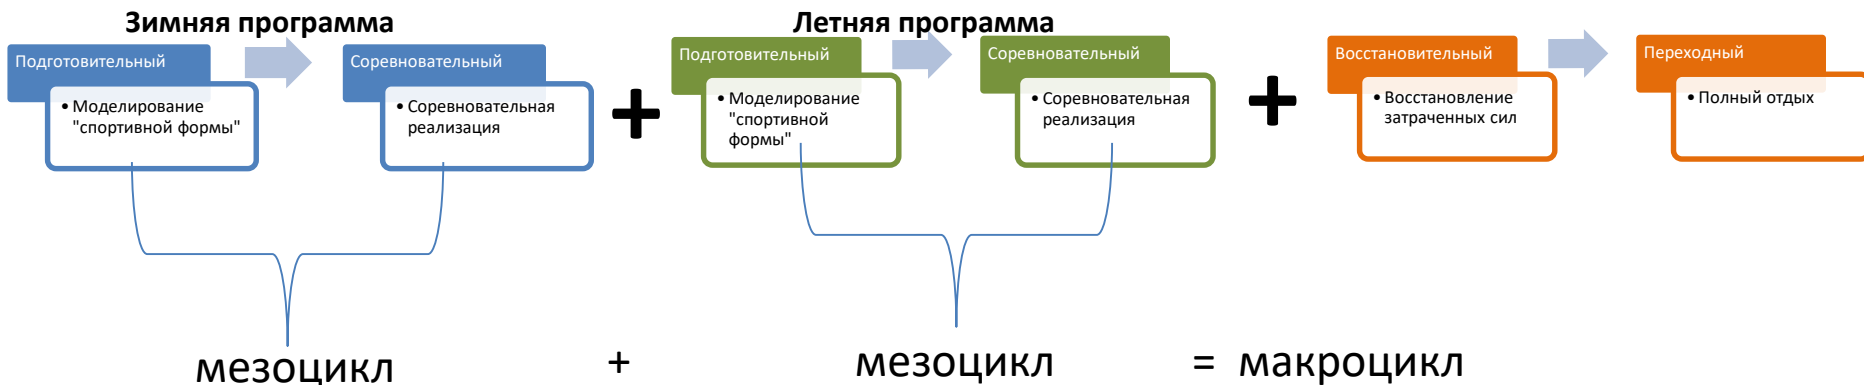 Зимняя программа
Летняя программа
Подготовительный
• Моделирование
"спортивной формы"
Соревновательный
• Соревновательная
реализация
+
Подготовительный
• Моделирование
"спортивной
формы"
Соревновательный
• Соревновательная
реализация
+
Восстановительный
• Восстановление
затраченных сил
Переходный
• Полный отдых
мезоцикл + мезоцикл = макроцикл